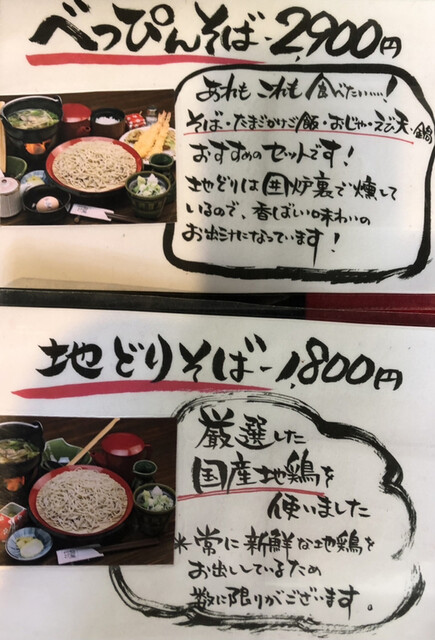 べっぴんそば-2,900円
あれも これも 食べたい……!
そば・たまごかけご飯・おじや・えび天・全席
おすすめの セットです!
地どりは 囲炉裏で燻して
いるので、香ばい味わいの
お出汁になっています!
地どりそば-1,800円
厳選した
国産地鶏を
使いました
*常に新鮮な地鶏を
お出ししているため
数に限りがございます。